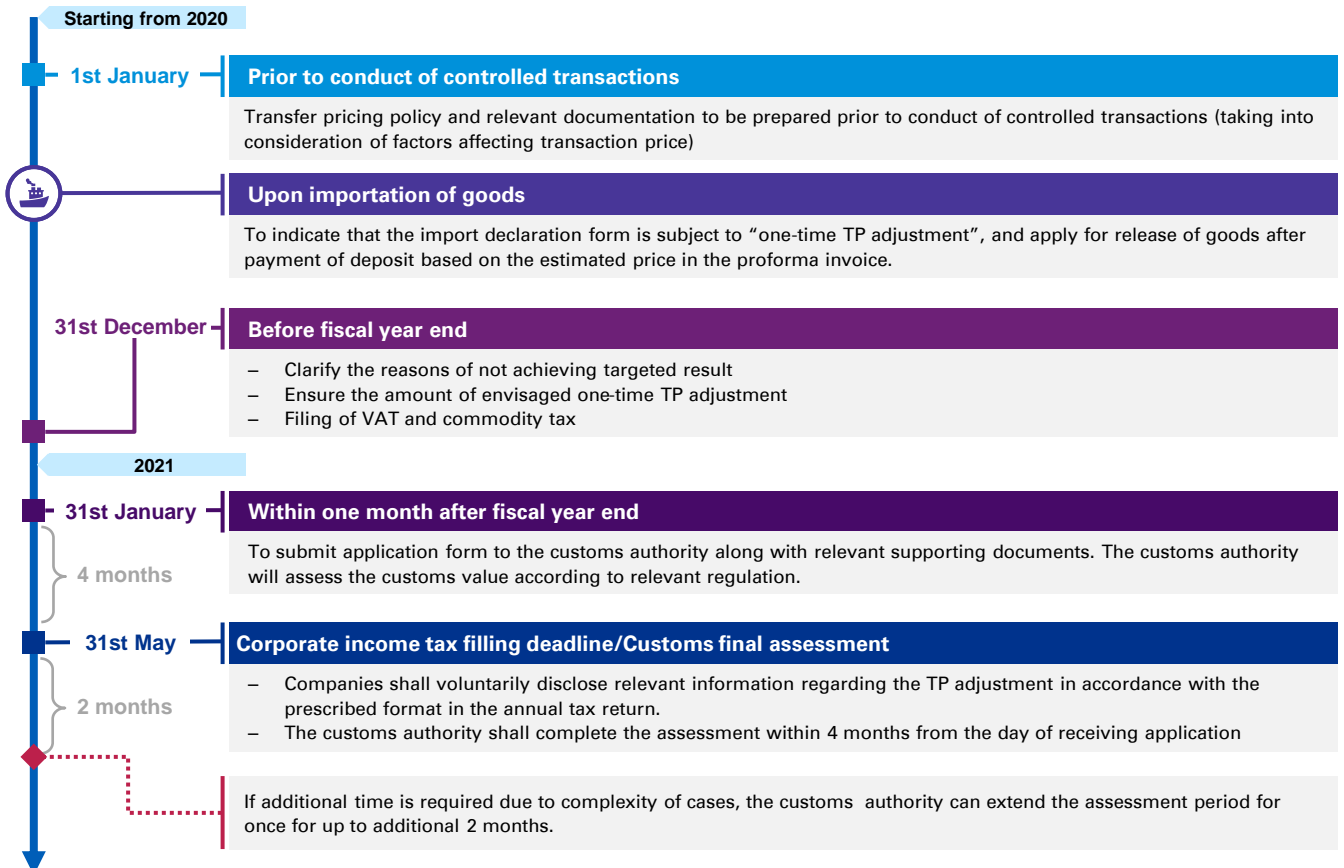 Starting from 2020
1st January
Prior to conduct of controlled transactions
Transfer pricing policy and relevant documentation to be prepared prior to conduct of controlled transactions (taking into
consideration of factors affecting transaction price)
Upon importation of goods
To indicate that the import declaration form is subject to “one-time TP adjustment”, and apply for release of goods after
payment of deposit based on the estimated price in the proforma invoice.
31st December
Before fiscal year end
– Clarify the reasons of not achieving targeted result
– Ensure the amount of envisaged one-time TP adjustment
– Filing of VAT and commodity tax
2021
31st January
Within one month after fiscal year end
To submit application form to the customs authority along with relevant supporting documents. The customs authority
will assess the customs value according to relevant regulation.
4 months
31st May
Corporate income tax filling deadline/Customs final assessment
– Companies shall voluntarily disclose relevant information regarding the TP adjustment in accordance with the
prescribed format in the annual tax return.
– The customs authority shall complete the assessment within 4 months from the day of receiving application
2 months
If additional time is required due to complexity of cases, the customs authority can extend the assessment period for
once for up to additional 2 months.